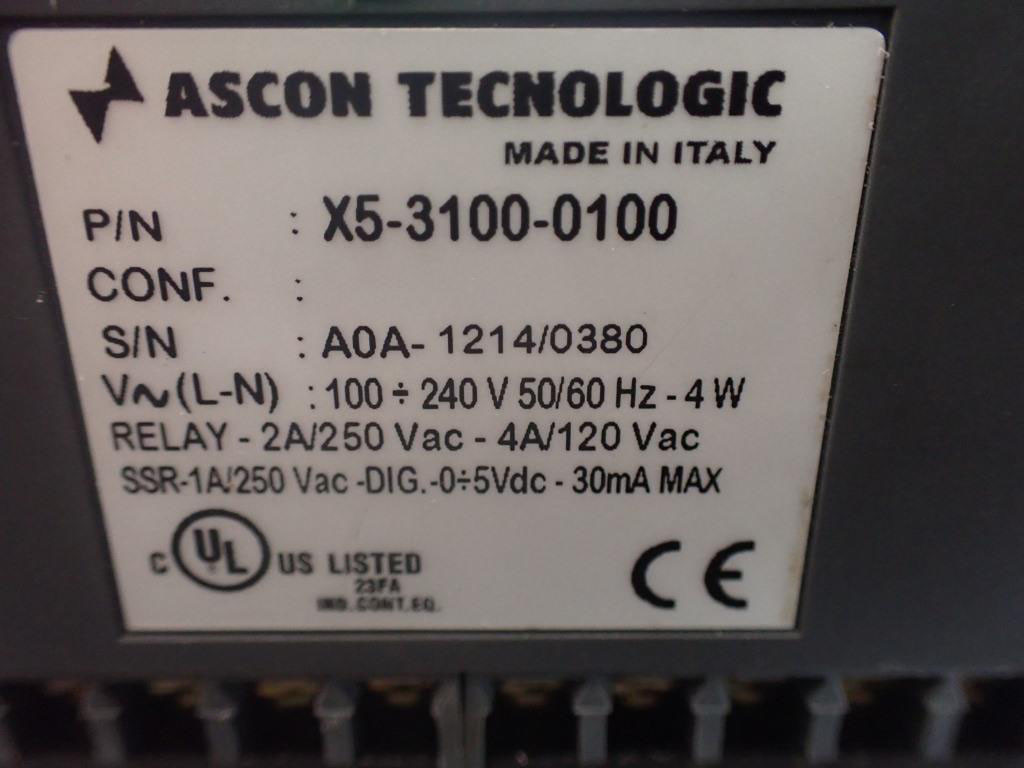 ASCON TECNOLOGIC
MADE IN ITALY
P/N : X5-3100-0100
CONF. :
S/N : A0A- 1214/0380
V~(L-N) : 100 ÷ 240 V 50/60 Hz - 4 W
RELAY - 2A/250 Vac - 4A/120 Vac
SSR-1A/250 Vac -DIG.-0÷5Vdc - 30mA MAX
C UL US LISTED
23FA
IND. CONT. EQ.
CE